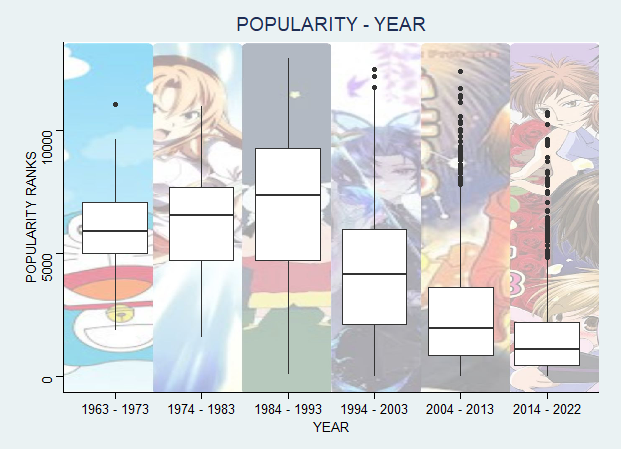 POPULARITY - YEAR
POPULARITY RANKS
10000
5000
0
1963 - 1973 1974 - 1983 1984 - 1993 1994 - 2003 2004 - 2013 2014 - 2022
YEAR